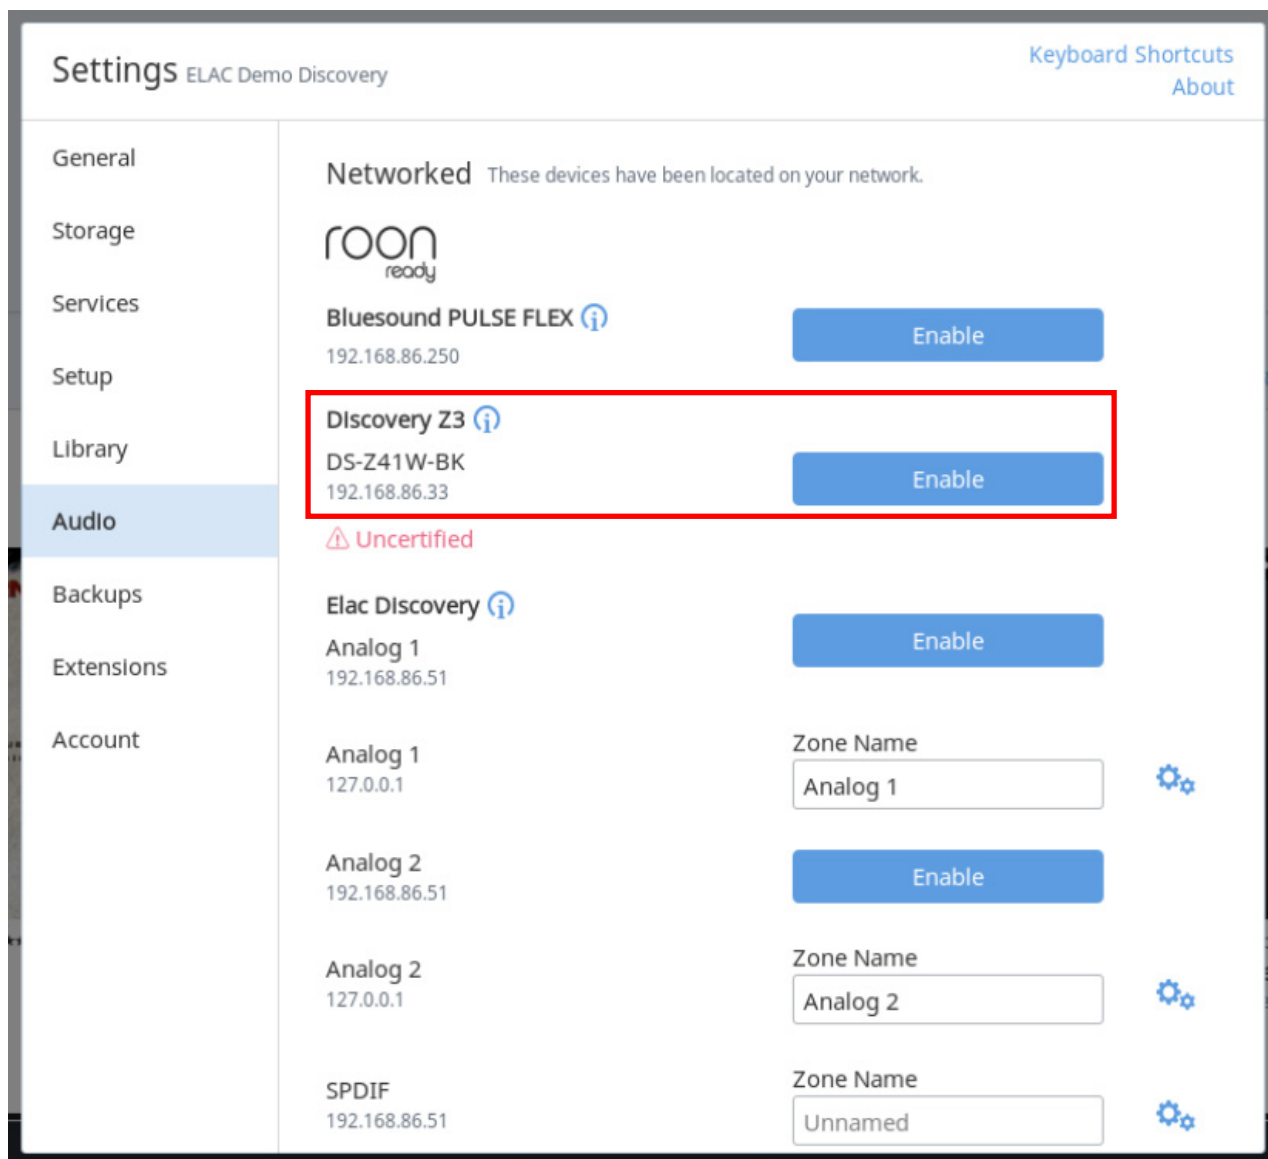 Settings ELAC Demo Discovery
Keyboard Shortcuts
About
General
Storage
Services
Setup
Library
Audio
Backups
Extensions
Account
Networked These devices have been located on your network.
roon
ready
Bluesound PULSE FLEX
192.168.86.250
Enable
Discovery Z3
DS-Z41W-BK
192.168.86.33
Enable
Uncertified
Elac Discovery
Analog 1
192.168.86.51
Enable
Analog 1
127.0.0.1
Zone Name
Analog 1
Analog 2
192.168.86.51
Enable
Analog 2
127.0.0.1
Zone Name
Analog 2
SPDIF
192.168.86.51
Zone Name
Unnamed